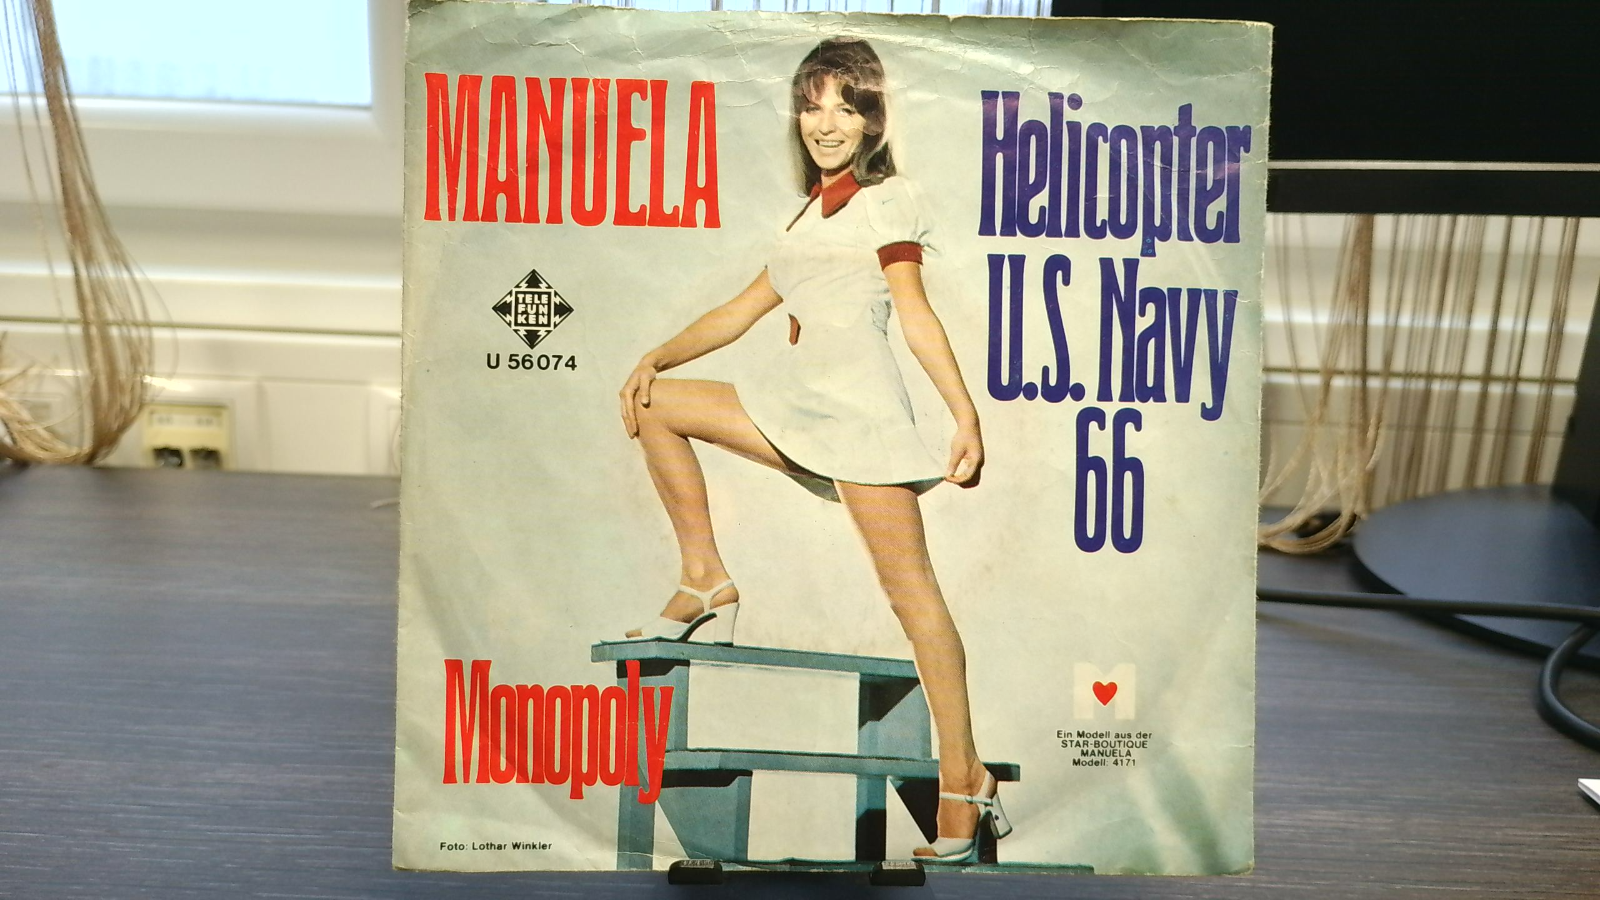 MANUELA
TELE
FUN
KEN
U 56074
Helicopter
U.S. Navy
66
Monopoly
Ein Modell aus der
STAR-BOUTIQUE
MANUELA
Modell: 4171
Foto: Lothar Winkler